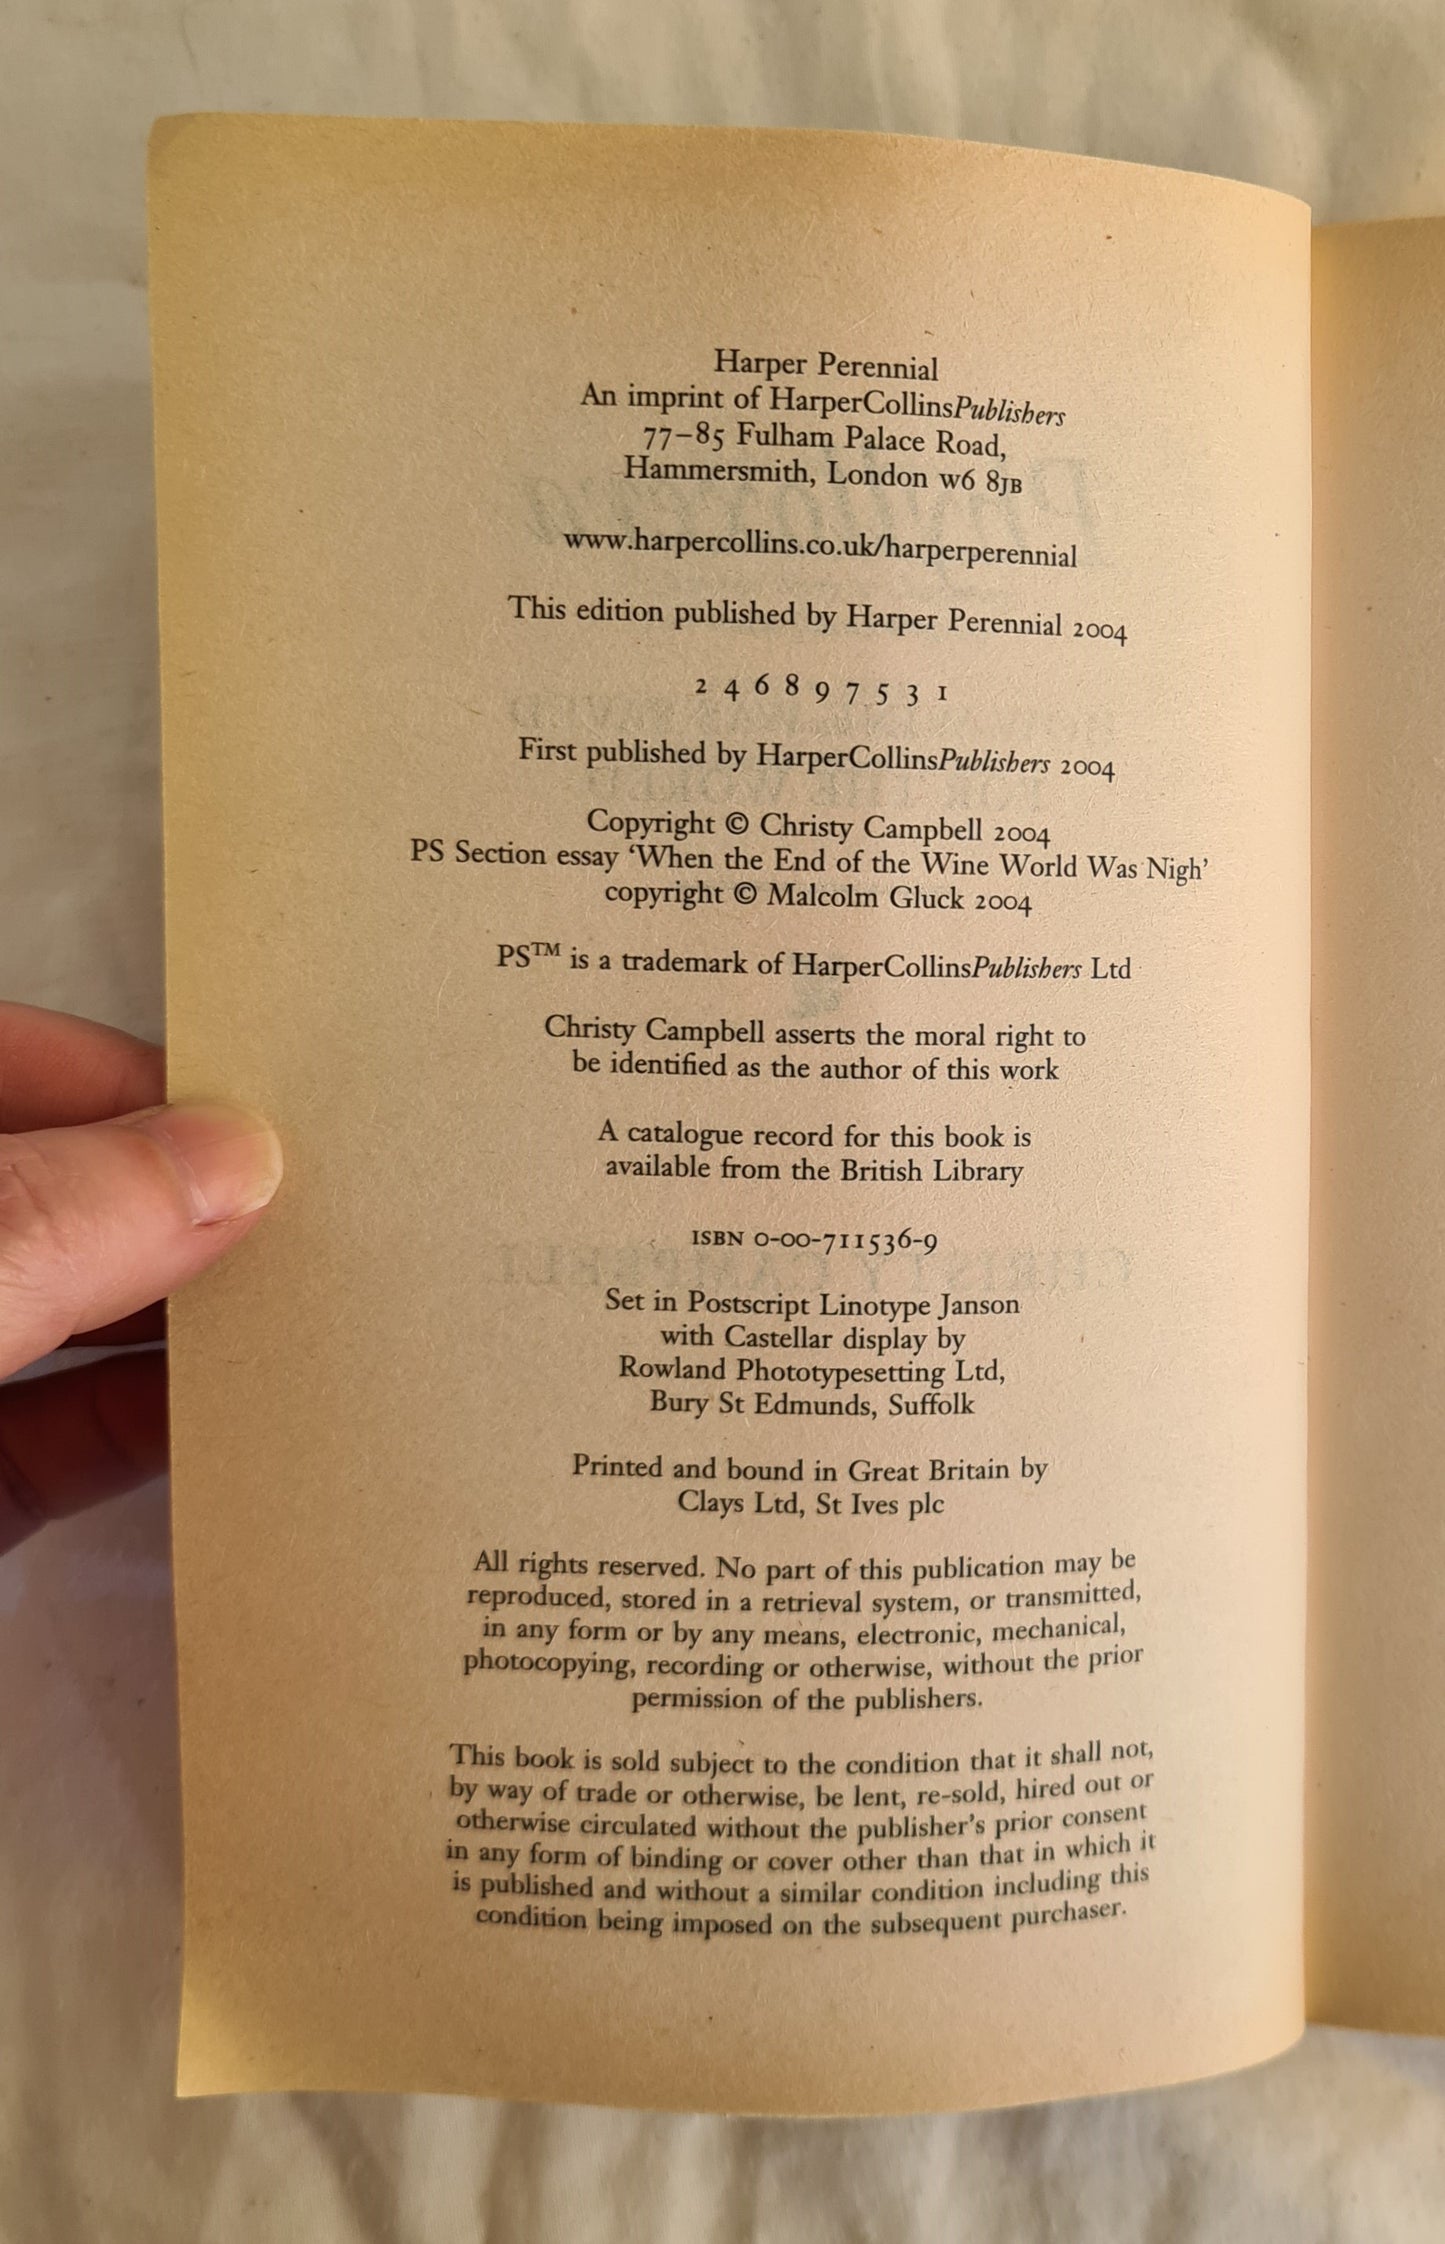 Harper Perennial
An imprint of HarperCollinsPublishers
77–85 Fulham Palace Road,
Hammersmith, London W6 8JB
www.harpercollins.co.uk/harperperennial
This edition published by Harper Perennial 2004
2 4 6 8 9 7 5 3 1
First published by HarperCollinsPublishers 2004
Copyright © Christy Campbell 2004
PS Section essay ‘When the End of the Wine World Was Nigh’
copyright © Malcolm Gluck 2004
PS™ is a trademark of HarperCollinsPublishers Ltd
Christy Campbell asserts the moral right to
be identified as the author of this work
A catalogue record for this book is
available from the British Library
ISBN 0-00-711536-9
Set in Postscript Linotype Janson
with Castellar display by
Rowland Phototypesetting Ltd,
Bury St Edmunds, Suffolk
Printed and bound in Great Britain by
Clays Ltd, St Ives plc
All rights reserved. No part of this publication may be
reproduced, stored in a retrieval system, or transmitted,
in any form or by any means, electronic, mechanical,
photocopying, recording or otherwise, without the prior
permission of the publishers.
This book is sold subject to the condition that it shall not,
by way of trade or otherwise, be lent, re-sold, hired out or
otherwise circulated without the publisher’s prior consent
in any form of binding or cover other than that in which it
is published and without a similar condition including this
condition being imposed on the subsequent purchaser.